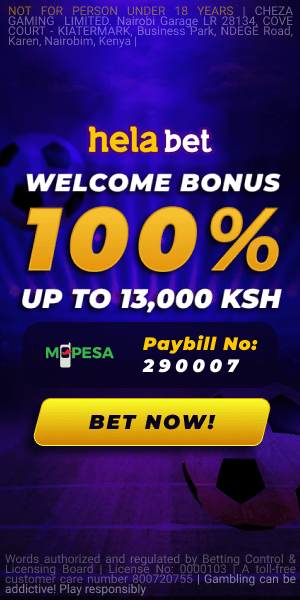 NOT FOR PERSON UNDER 18 YEARS | CHEZA
GAMING LIMITED. Nairobi Garage LR 28134, COVE
COURT - KIATERMARK, Business Park, NDEGE Road,
Karen, Nairobim, Kenya |
helabet
WELCOME BONUS
100%
UP TO 13,000 KSH
M-PESA
Paybill No:
290007
BET NOW!
Words authorized and regulated by Betting Control &
Licensing Board | License No: 0000103 | A toll-free
customer care number 800720755 | Gambling can be
addictive! Play responsibly